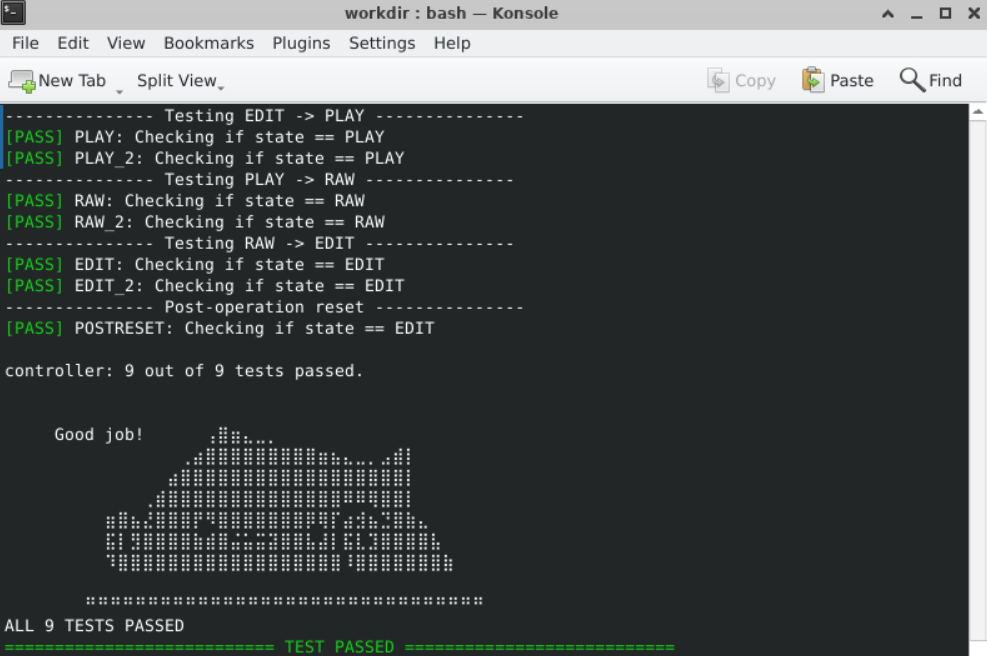 workdir : bash — Konsole
File Edit View Bookmarks Plugins Settings Help
New Tab Split View Copy Paste Find
--------------- Testing EDIT -> PLAY ---------------
[PASS] PLAY: Checking if state == PLAY
[PASS] PLAY_2: Checking if state == PLAY
--------------- Testing PLAY -> RAW ---------------
[PASS] RAW: Checking if state == RAW
[PASS] RAW_2: Checking if state == RAW
--------------- Testing RAW -> EDIT ---------------
[PASS] EDIT: Checking if state == EDIT
[PASS] EDIT_2: Checking if state == EDIT
--------------- Post-operation reset ---------------
[PASS] POSTRESET: Checking if state == EDIT
controller: 9 out of 9 tests passed.
Good job!
ALL 9 TESTS PASSED
=========================== TEST PASSED ===========================